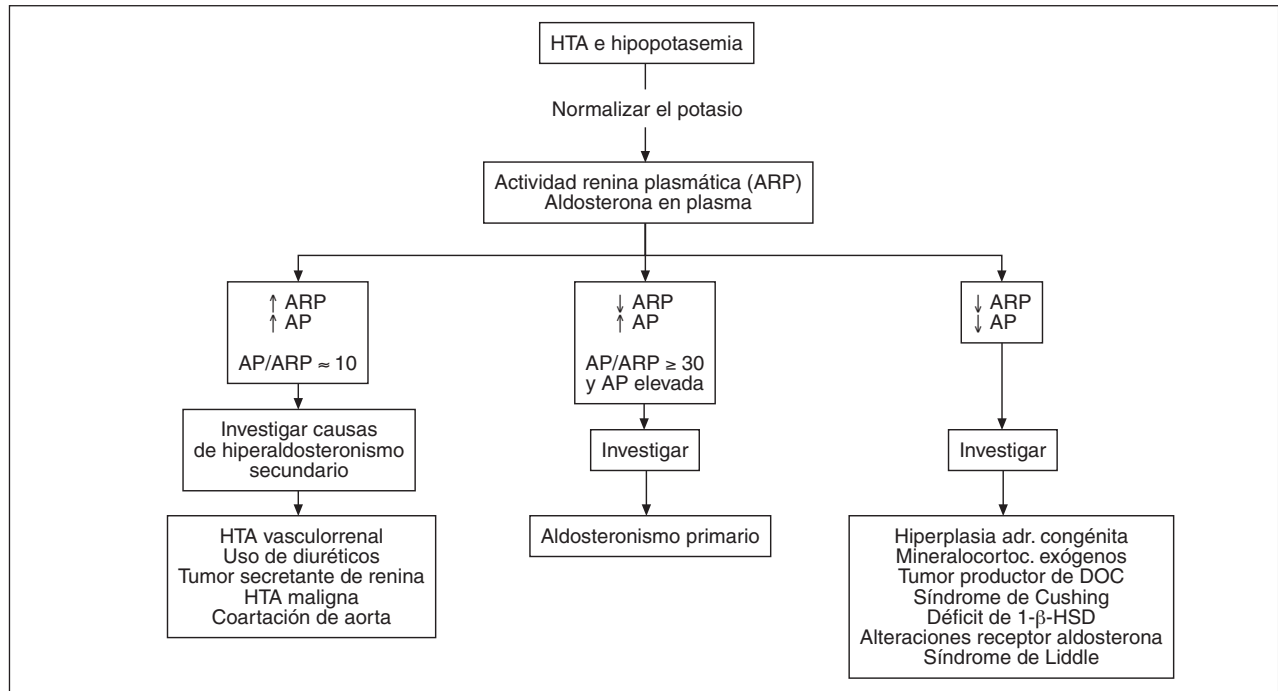 HTA e hipopotasemia
Normalizar el potasio
Actividad renina plasmática (ARP)
Aldosterona en plasma
↑ ARP
↑ AP
AP/ARP ≈ 10
↓ ARP
↑ AP
AP/ARP ≥ 30
y AP elevada
↓ ARP
↓ AP
Investigar causas
de hiperaldosteronismo
secundario
Investigar
Investigar
HTA vasculorrenal
Uso de diuréticos
Tumor secretante de renina
HTA maligna
Coartación de aorta
Aldosteronismo primario
Hiperplasia adr. congénita
Mineralocortoc. exógenos
Tumor productor de DOC
Síndrome de Cushing
Déficit de 1-β-HSD
Alteraciones receptor aldosterona
Síndrome de Liddle